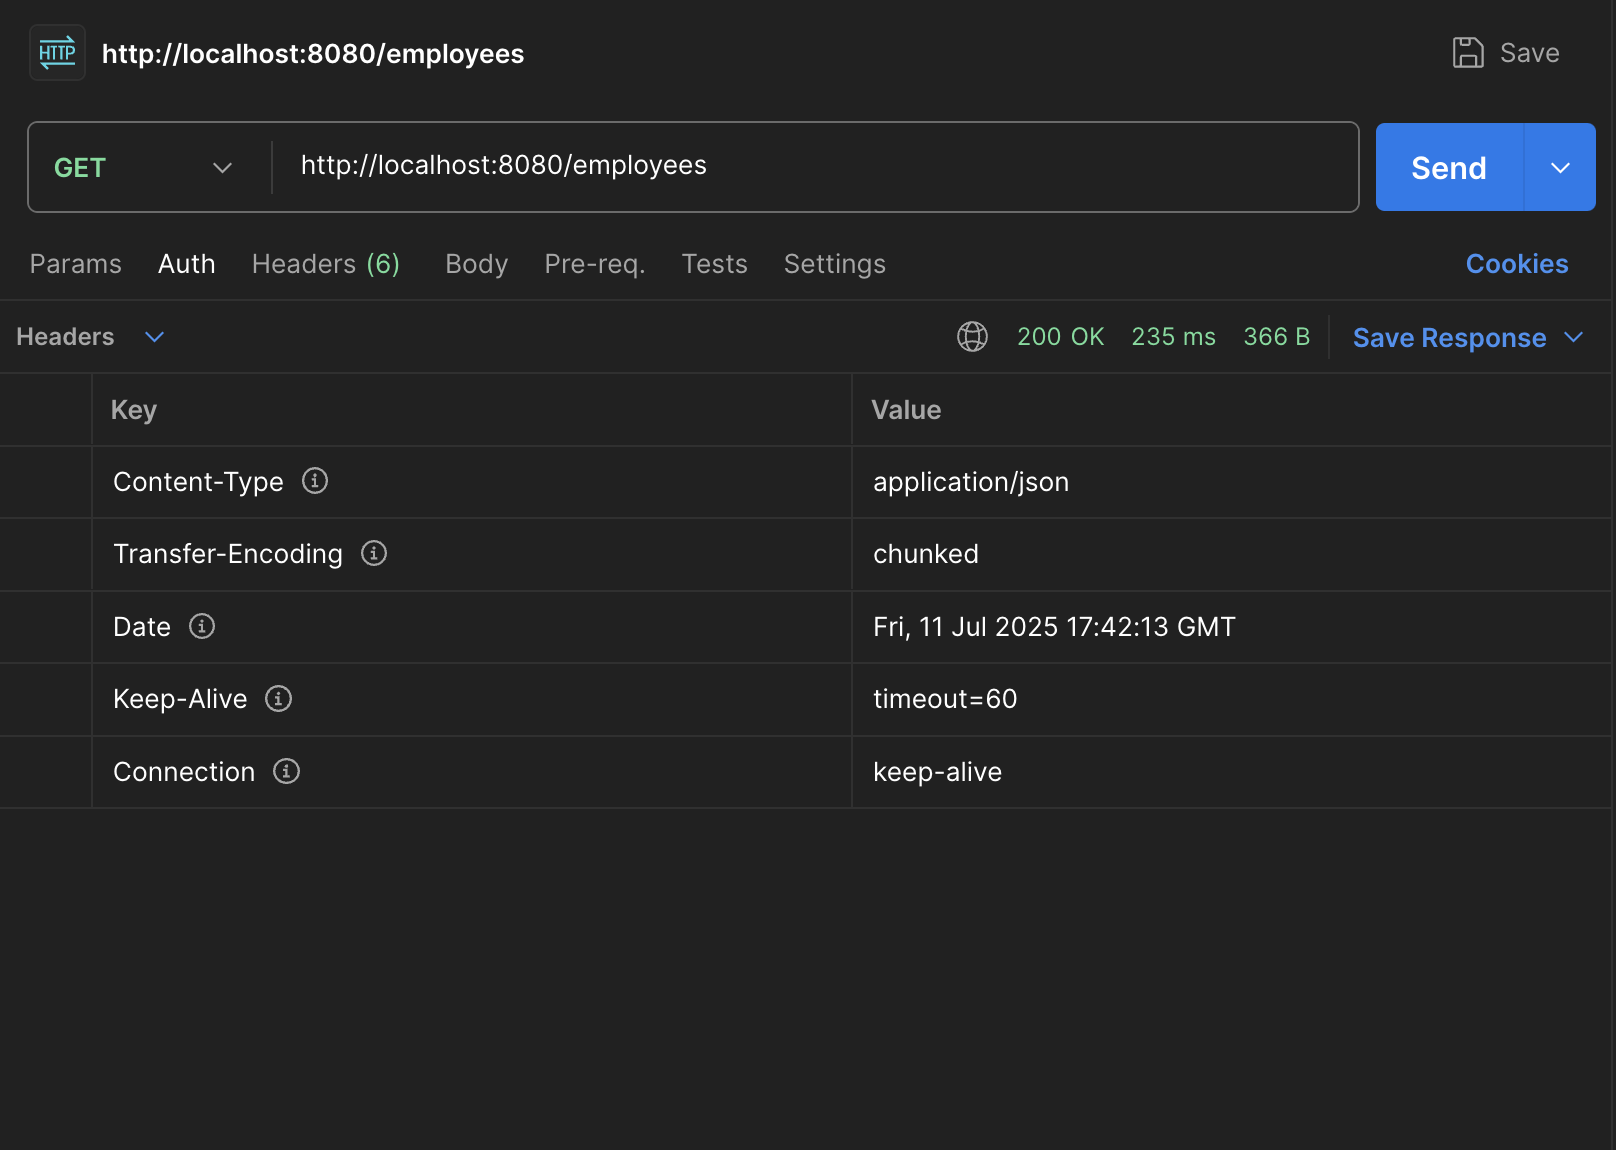 HTTP http://localhost:8080/employees Save
GET http://localhost:8080/employees Send
Params Auth Headers (6) Body Pre-req. Tests Settings Cookies
Headers 200 OK 235 ms 366 B Save Response
Key Value
Content-Type application/json
Transfer-Encoding chunked
Date Fri, 11 Jul 2025 17:42:13 GMT
Keep-Alive timeout=60
Connection keep-alive